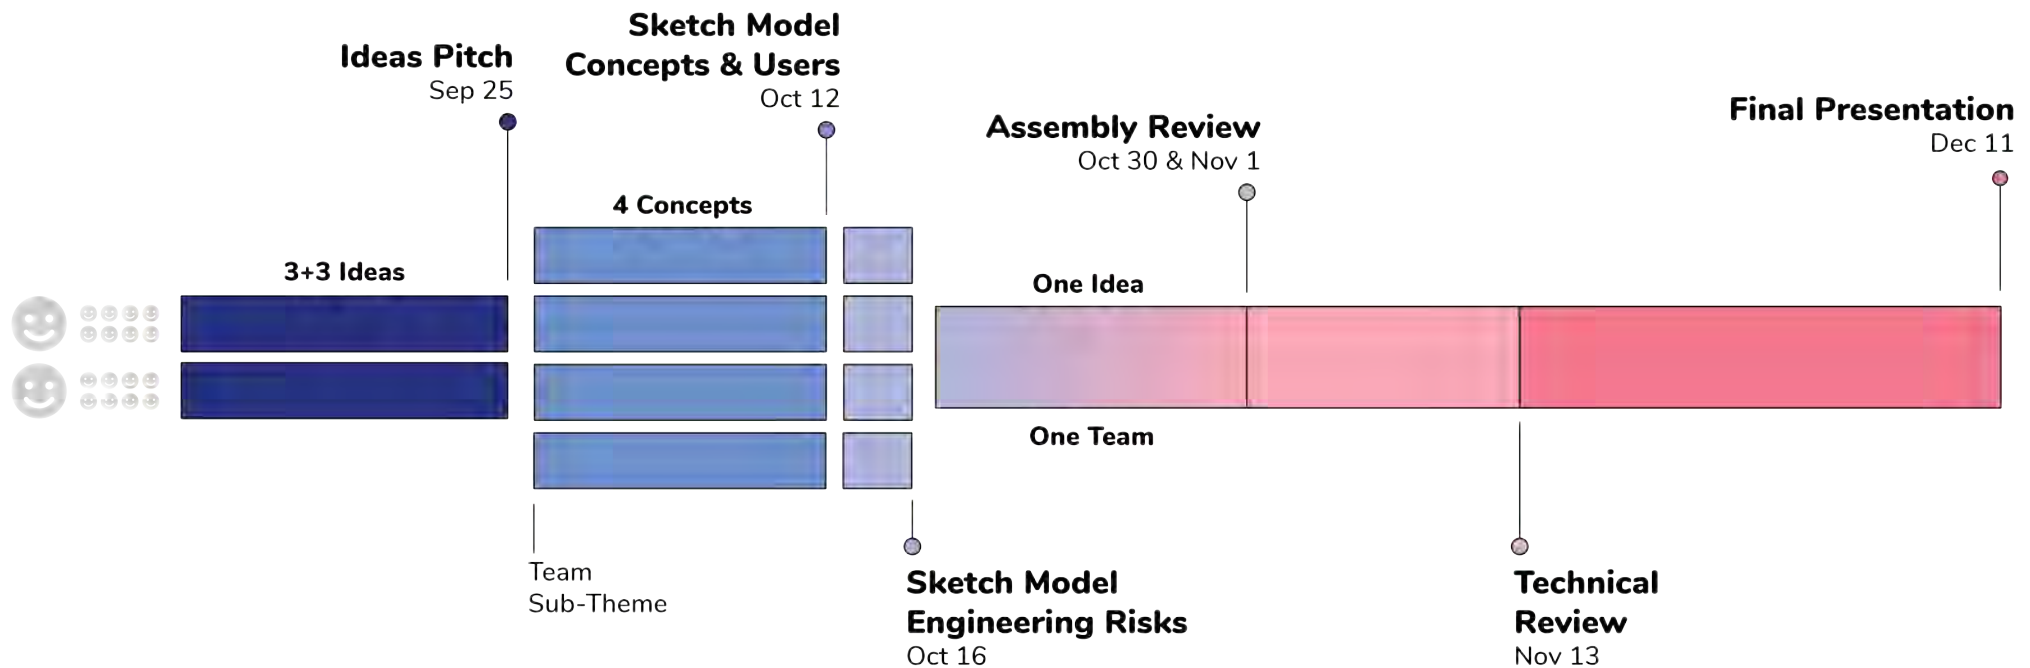 Ideas Pitch
Sep 25
Sketch Model
Concepts & Users
Oct 12
Assembly Review
Oct 30 & Nov 1
Final Presentation
Dec 11
3+3 Ideas
4 Concepts
One Idea
One Team
Team
Sub-Theme
Sketch Model
Engineering Risks
Oct 16
Technical
Review
Nov 13